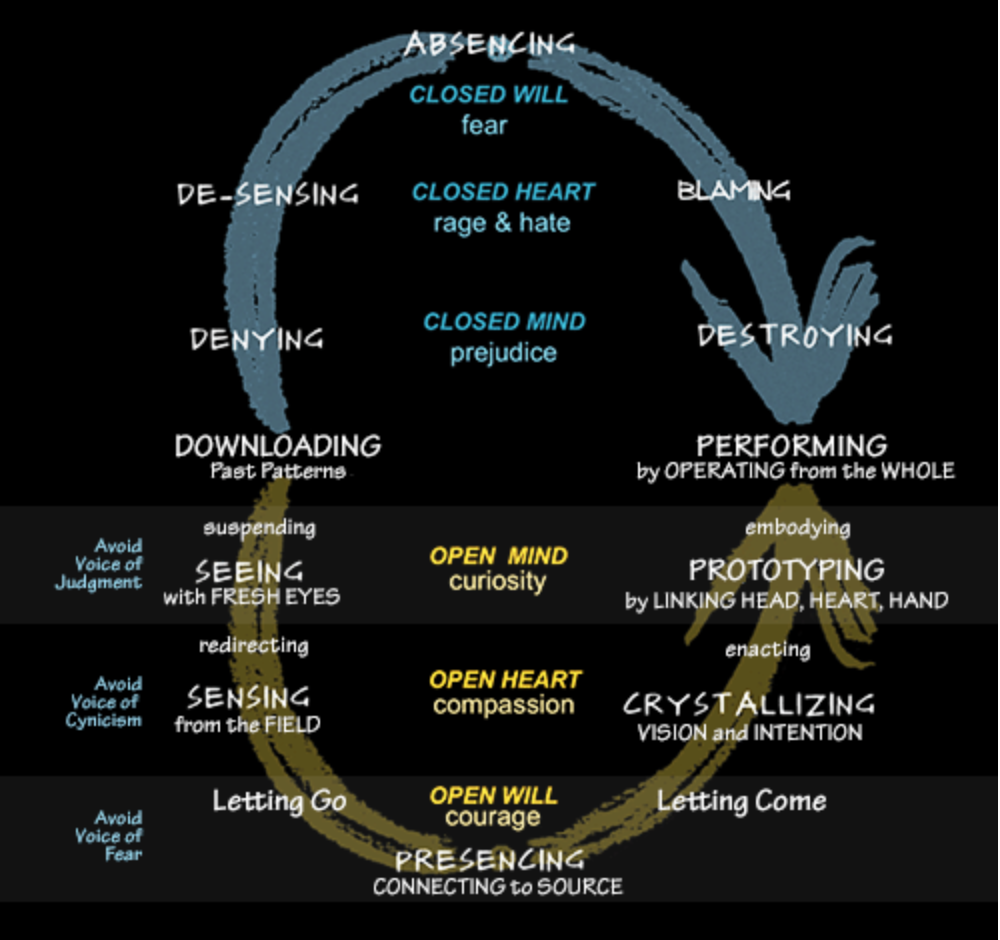 ABSENCING
CLOSED WILL
fear
DE-SENSING
CLOSED HEART
rage & hate
BLAMING
DENYING
CLOSED MIND
prejudice
DESTROYING
DOWNLOADING
Past Patterns
PERFORMING
by OPERATING from the WHOLE
suspending
embodying
Avoid
Voice of
Judgment
SEEING
with FRESH EYES
OPEN MIND
curiosity
PROTOTYPING
by LINKING HEAD, HEART, HAND
redirecting
enacting
Avoid
Voice of
Cynicism
SENSING
from the FIELD
OPEN HEART
compassion
CRYSTALLIZING
VISION and INTENTION
Letting Go
OPEN WILL
courage
Letting Come
Avoid
Voice of
Fear
PRESENCING
CONNECTING to SOURCE